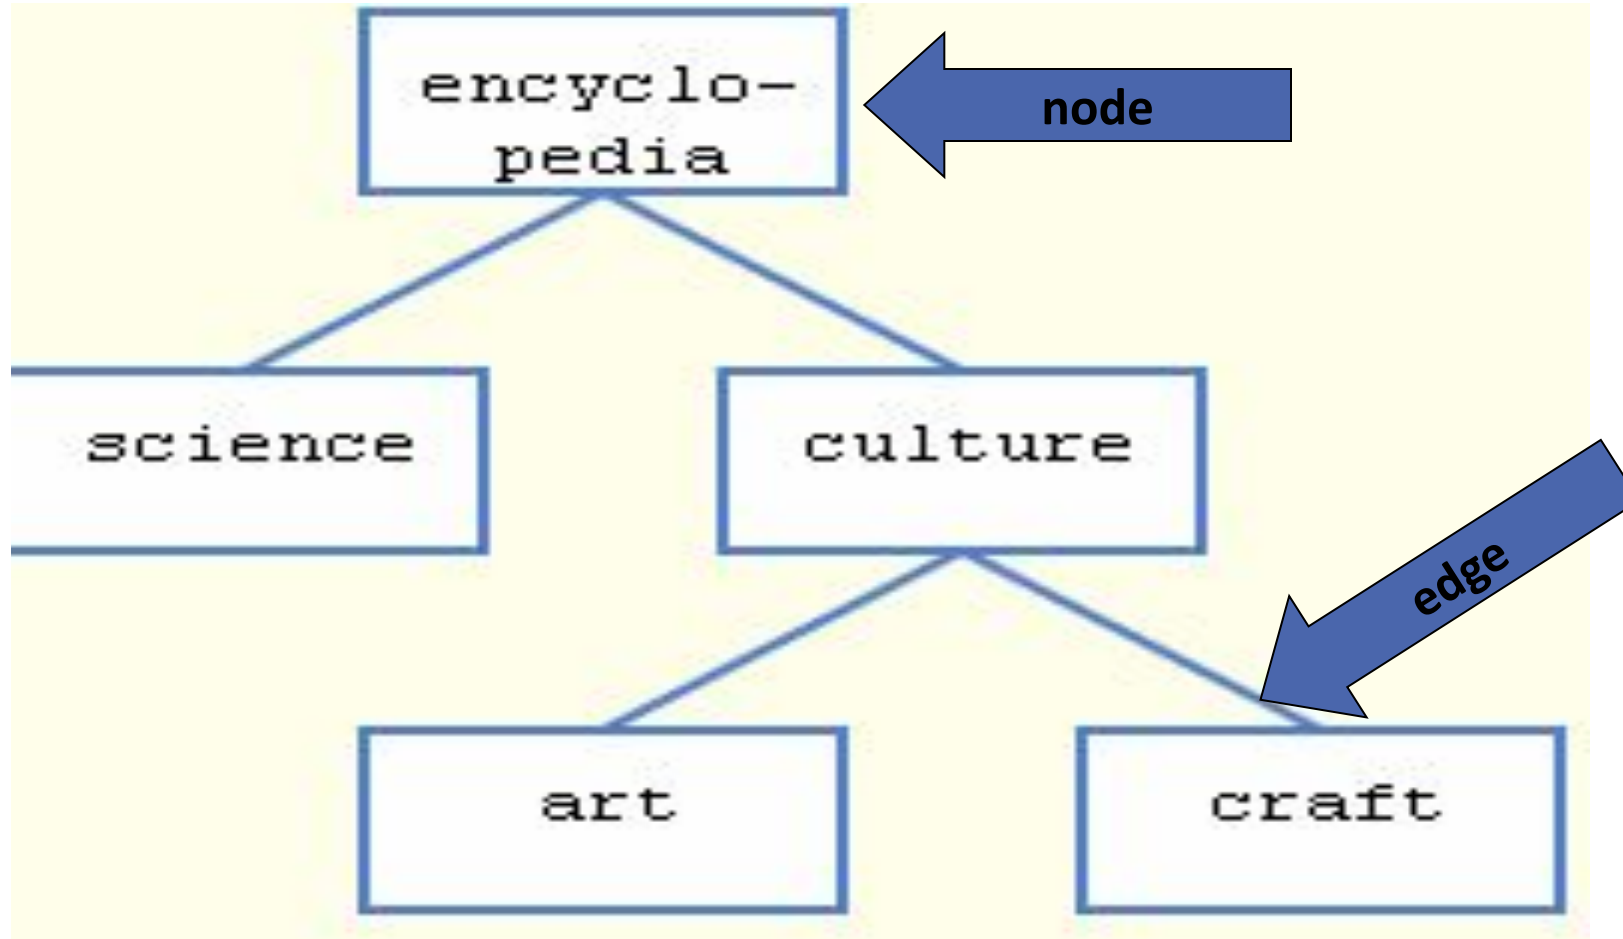 encyclo-
pedia
node
science
culture
edge
art
craft